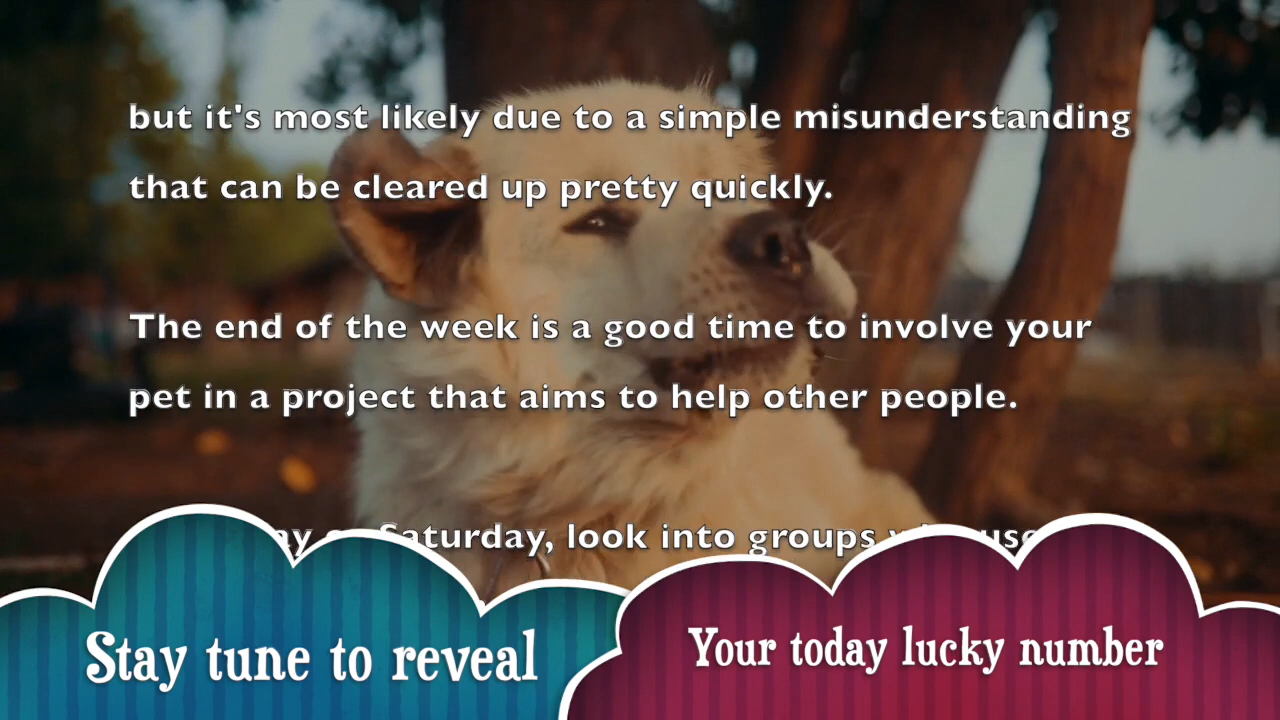 but it's most likely due to a simple misunderstanding
that can be cleared up pretty quickly.
The end of the week is a good time to involve your
pet in a project that aims to help other people.
Saturday, look into groups
Stay tune to reveal
Your today lucky number